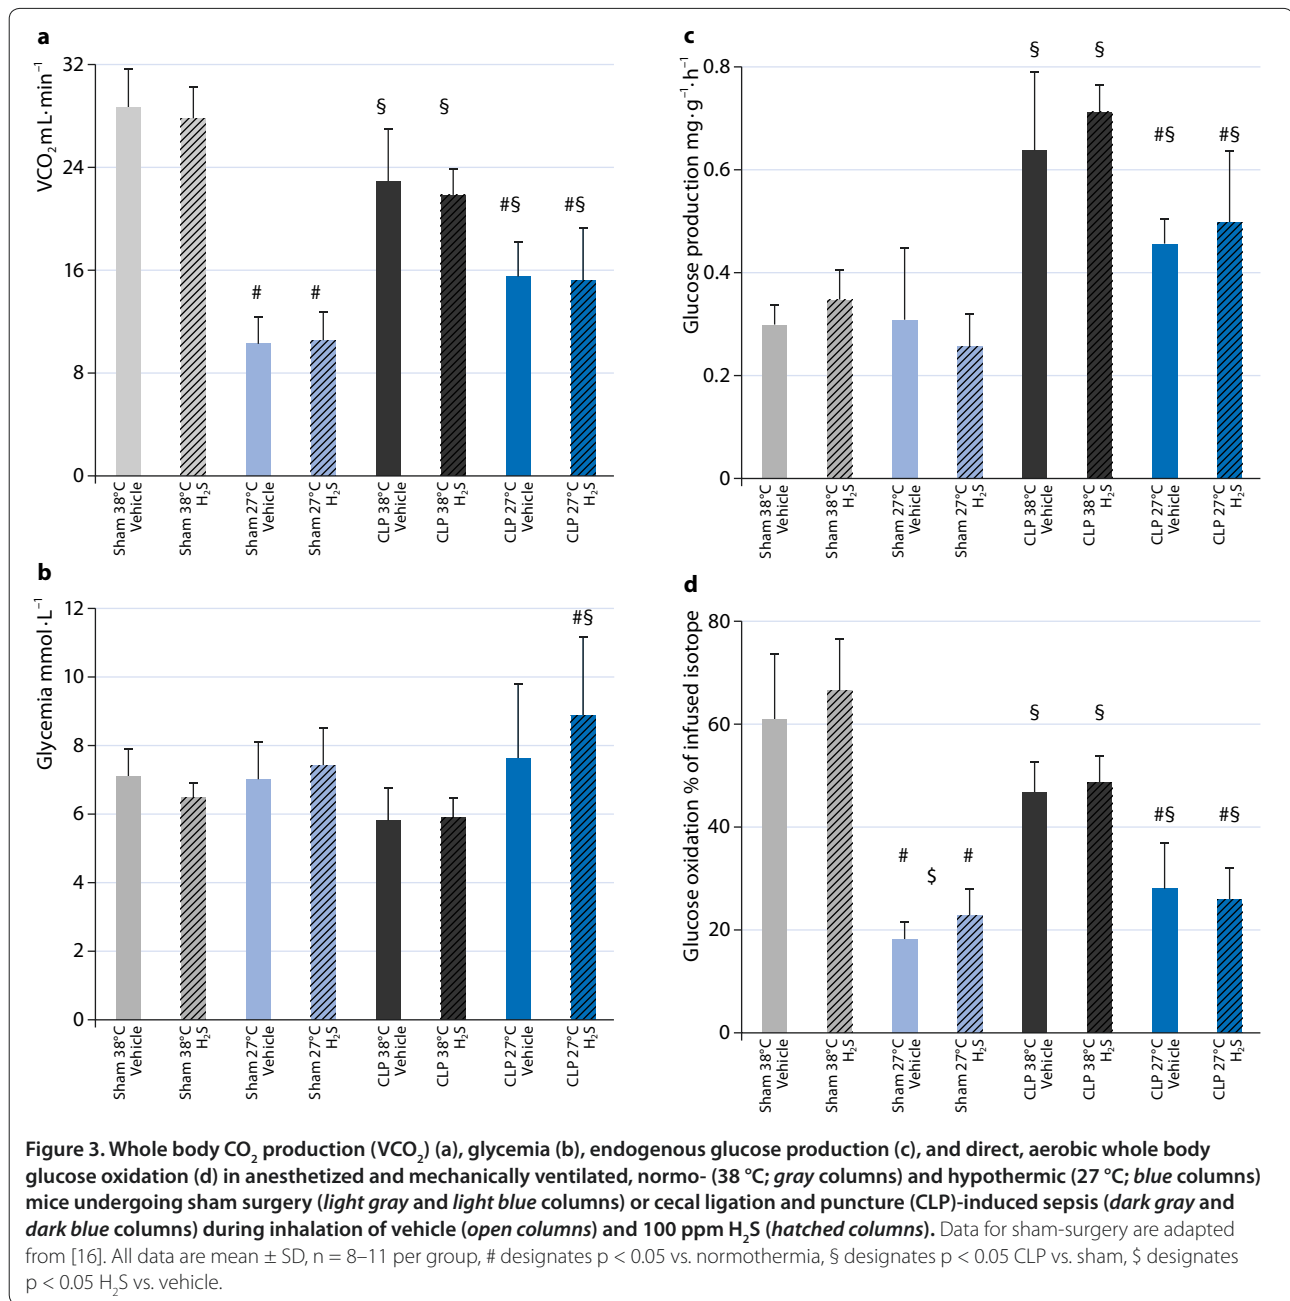 a
VCO₂ mL·min⁻¹
32
24
16
8
0
§
§
#§
#§
#
#
Sham 38°C
Vehicle
Sham 38°C
H₂S
Sham 27°C
Vehicle
Sham 27°C
H₂S
CLP 38°C
Vehicle
CLP 38°C
H₂S
CLP 27°C
Vehicle
CLP 27°C
H₂S
b
Glycemia mmol·L⁻¹
12
10
8
6
4
2
0
#§
Sham 38°C
Vehicle
Sham 38°C
H₂S
Sham 27°C
Vehicle
Sham 27°C
H₂S
CLP 38°C
Vehicle
CLP 38°C
H₂S
CLP 27°C
Vehicle
CLP 27°C
H₂S
c
Glucose production mg·g⁻¹·h⁻¹
0.8
0.6
0.4
0.2
0
§
§
#§
#§
Sham 38°C
Vehicle
Sham 38°C
H₂S
Sham 27°C
Vehicle
Sham 27°C
H₂S
CLP 38°C
Vehicle
CLP 38°C
H₂S
CLP 27°C
Vehicle
CLP 27°C
H₂S
d
Glucose oxidation % of infused isotope
80
60
40
20
0
§
§
#§
#§
#
#
$
Sham 38°C
Vehicle
Sham 38°C
H₂S
Sham 27°C
Vehicle
Sham 27°C
H₂S
CLP 38°C
Vehicle
CLP 38°C
H₂S
CLP 27°C
Vehicle
CLP 27°C
H₂S
Figure 3. Whole body CO₂ production (VCO₂) (a), glycemia (b), endogenous glucose production (c), and direct, aerobic whole body
glucose oxidation (d) in anesthetized and mechanically ventilated, normo- (38 °C; gray columns) and hypothermic (27 °C; blue columns)
mice undergoing sham surgery (light gray and light blue columns) or cecal ligation and puncture (CLP)-induced sepsis (dark gray and
dark blue columns) during inhalation of vehicle (open columns) and 100 ppm H₂S (hatched columns). Data for sham-surgery are adapted
from [16]. All data are mean ± SD, n = 8–11 per group, # designates p < 0.05 vs. normothermia, § designates p < 0.05 CLP vs. sham, $ designates
p < 0.05 H₂S vs. vehicle.